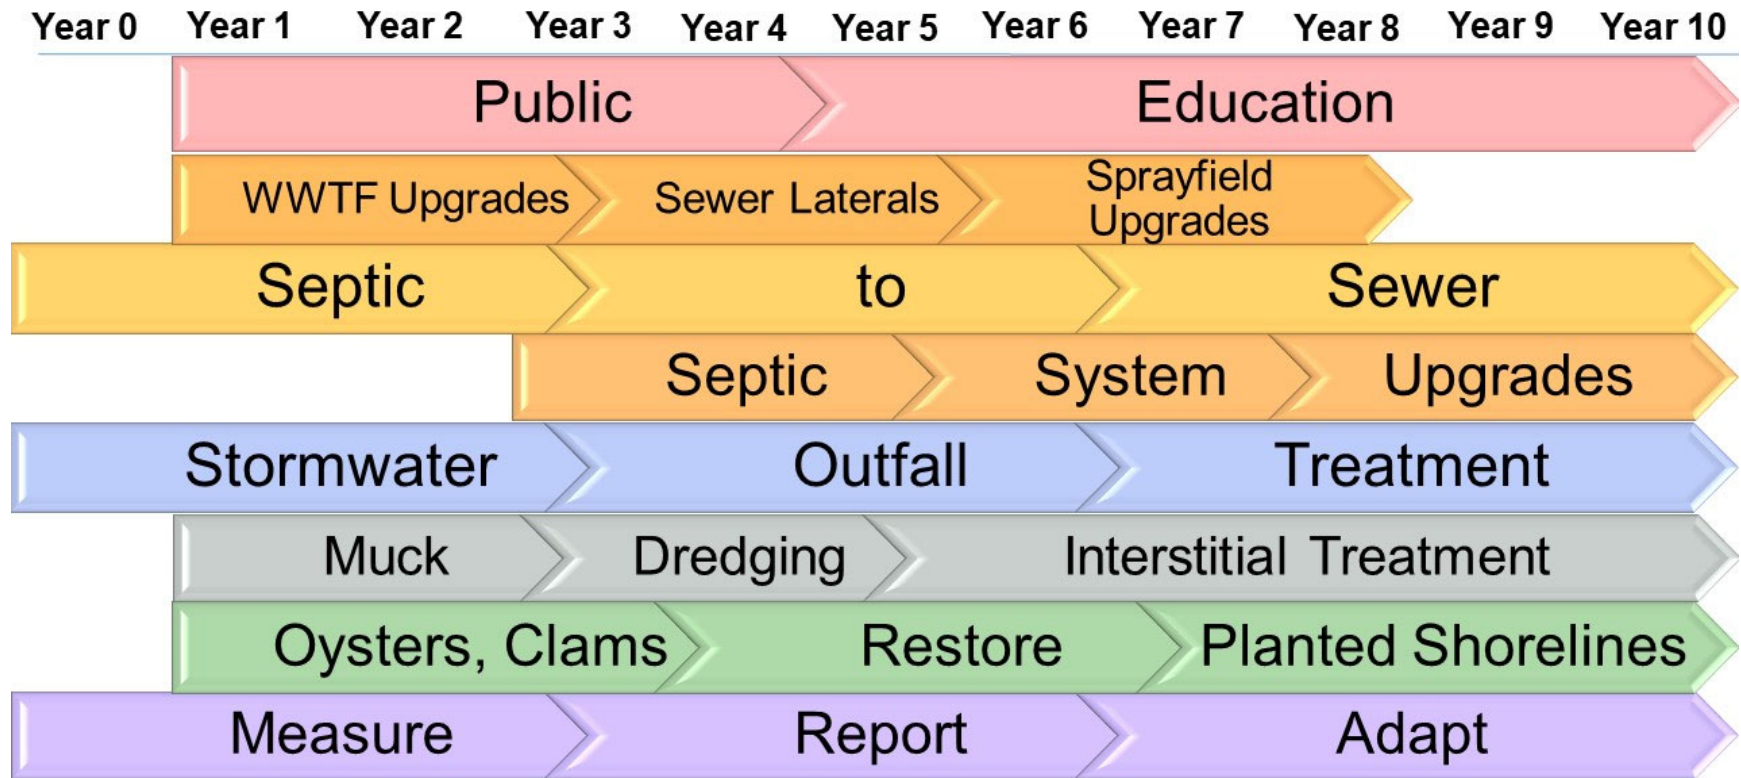 Year 0 Year 1 Year 2 Year 3 Year 4 Year 5 Year 6 Year 7 Year 8 Year 9 Year 10
Public Education
WWTF Upgrades Sewer Laterals Sprayfield
Upgrades
Septic to Sewer
Septic System Upgrades
Stormwater Outfall Treatment
Muck Dredging Interstitial Treatment
Oysters, Clams Restore Planted Shorelines
Measure Report Adapt